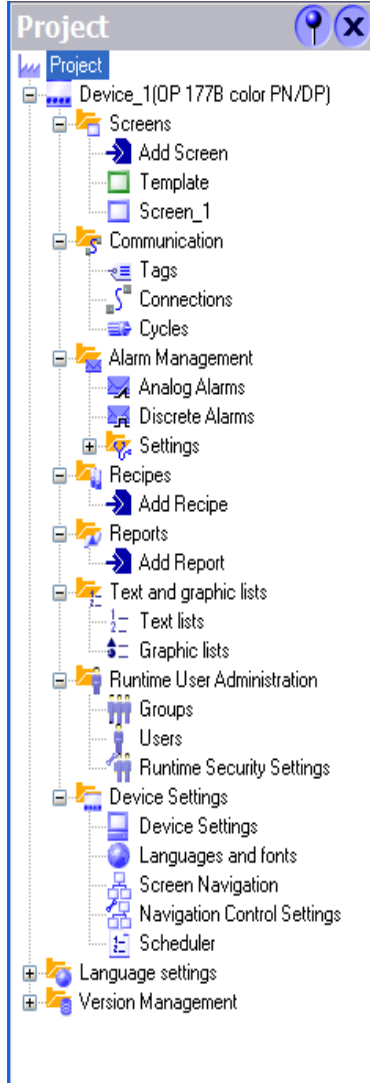 Project
Project
Device_1(OP 177B color PN/DP)
Screens
Add Screen
Template
Screen_1
Communication
Tags
Connections
Cycles
Alarm Management
Analog Alarms
Discrete Alarms
Settings
Recipes
Add Recipe
Reports
Add Report
Text and graphic lists
Text lists
Graphic lists
Runtime User Administration
Groups
Users
Runtime Security Settings
Device Settings
Device Settings
Languages and fonts
Screen Navigation
Navigation Control Settings
Scheduler
Language settings
Version Management